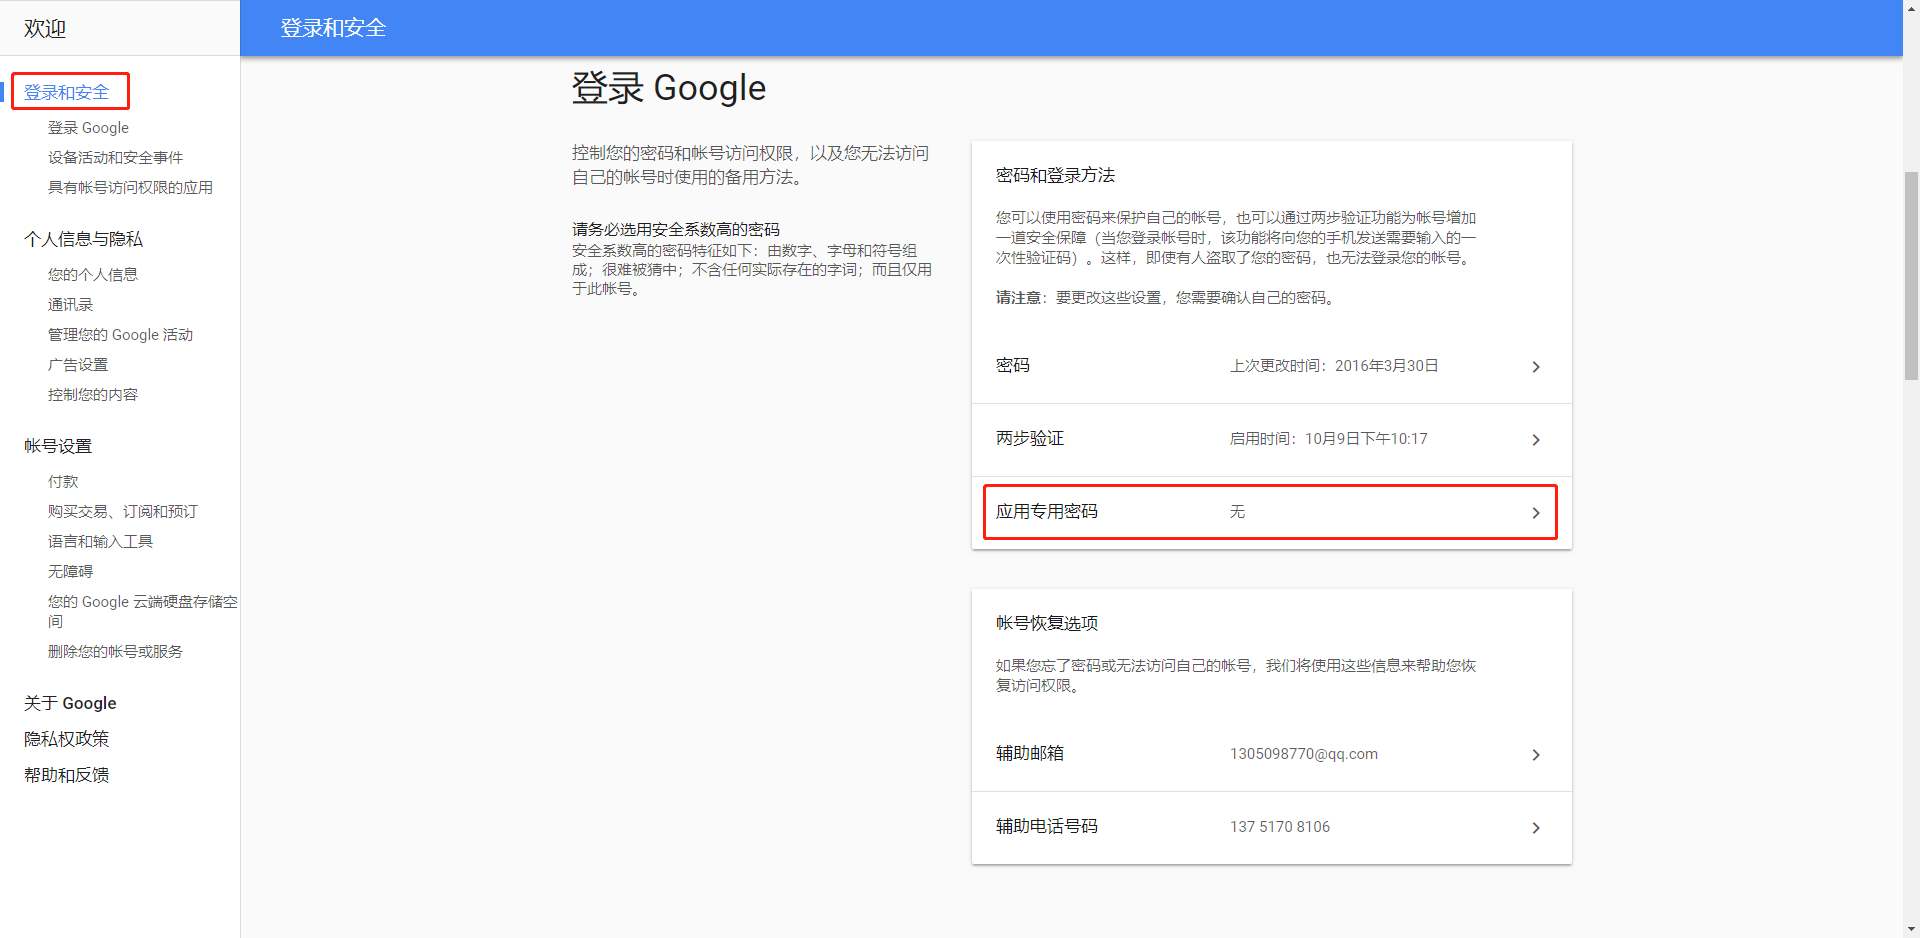 欢迎
登录和安全
登录和安全
登录 Google
设备活动和安全事件
具有帐号访问权限的应用
个人信息与隐私
您的个人信息
通讯录
管理您的 Google 活动
广告设置
控制您的内容
帐号设置
付款
购买交易、订阅和预订
语言和输入工具
无障碍
您的 Google 云端硬盘存储空
间
删除您的帐号或服务
关于 Google
隐私权政策
帮助和反馈
登录 Google
控制您的密码和帐号访问权限，以及您无法访问
自己的帐号时使用的备用方法。
请务必选用安全系数高的密码
安全系数高的密码特征如下：由数字、字母和符号组
成；很难被猜中；不含任何实际存在的字词；而且仅用
于此帐号。
密码和登录方法
您可以使用密码来保护自己的帐号，也可以通过两步验证功能为帐号增加
一道安全保障（当您登录帐号时，该功能将向您的手机发送需要输入的一
次性验证码）。这样，即使有人盗取了您的密码，也无法登录您的帐号。
请注意：要更改这些设置，您需要确认自己的密码。
密码 上次更改时间：2016年3月30日
两步验证 启用时间：10月9日下午10:17
应用专用密码 无
帐号恢复选项
如果您忘了密码或无法访问自己的帐号，我们将使用这些信息来帮助您恢
复访问权限。
辅助邮箱 1305098770@qq.com
辅助电话号码 137 5170 8106